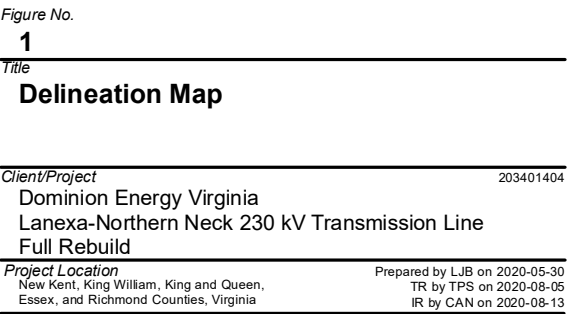 Figure No.
1
Title
Delineation Map
Client/Project 203401404
Dominion Energy Virginia
Lanexa-Northern Neck 230 kV Transmission Line
Full Rebuild
Project Location Prepared by LJB on 2020-05-30
New Kent, King William, King and Queen, TR by TPS on 2020-08-05
Essex, and Richmond Counties, Virginia IR by CAN on 2020-08-13